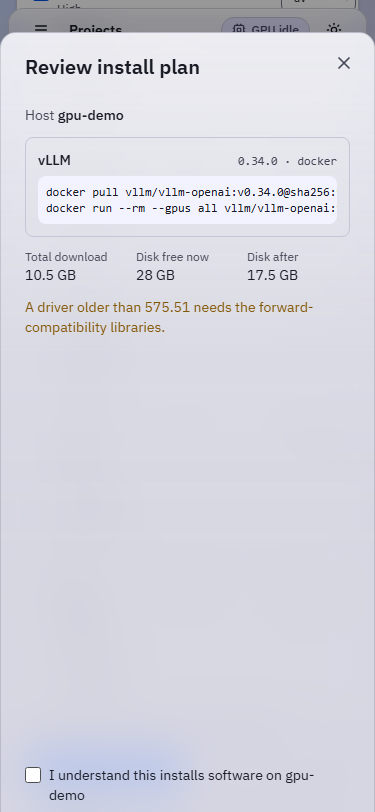 High
Projects
GPU idle
Review install plan
Host gpu-demo
vLLM
0.34.0 · docker
docker pull vllm/vllm-openai:v0.34.0@sha256:
docker run --rm --gpus all vllm/vllm-openai:
Total download
Disk free now
Disk after
10.5 GB
28 GB
17.5 GB
A driver older than 575.51 needs the forward-
compatibility libraries.
I understand this installs software on gpu-
demo